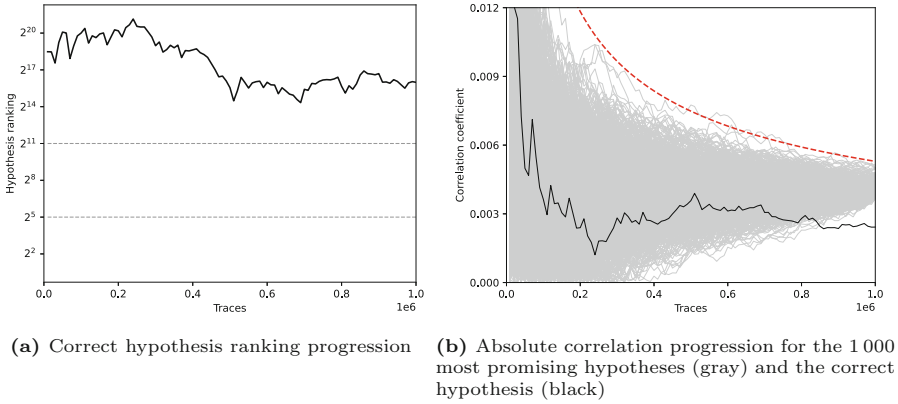 2^20
2^17
2^14
2^11
2^8
2^5
2^2
Hypothesis ranking
0.0 0.2 0.4 0.6 0.8 1.0
Traces
1e6
0.012
0.009
0.006
0.003
0.000
Correlation coefficient
0.0 0.2 0.4 0.6 0.8 1.0
Traces
1e6
(a) Correct hypothesis ranking progression
(b) Absolute correlation progression for the 1 000
most promising hypotheses (gray) and the correct
hypothesis (black)